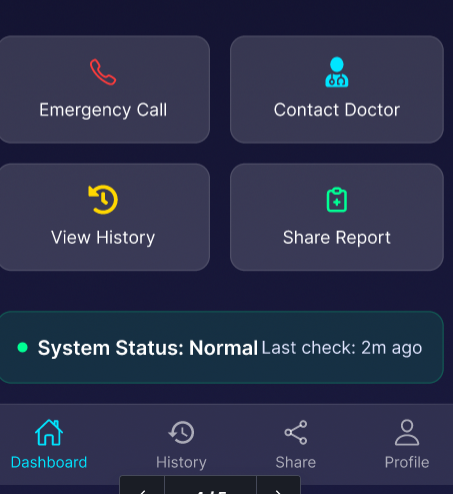 Emergency Call
Contact Doctor
View History
Share Report
System Status: Normal Last check: 2m ago
Dashboard
History
Share
Profile